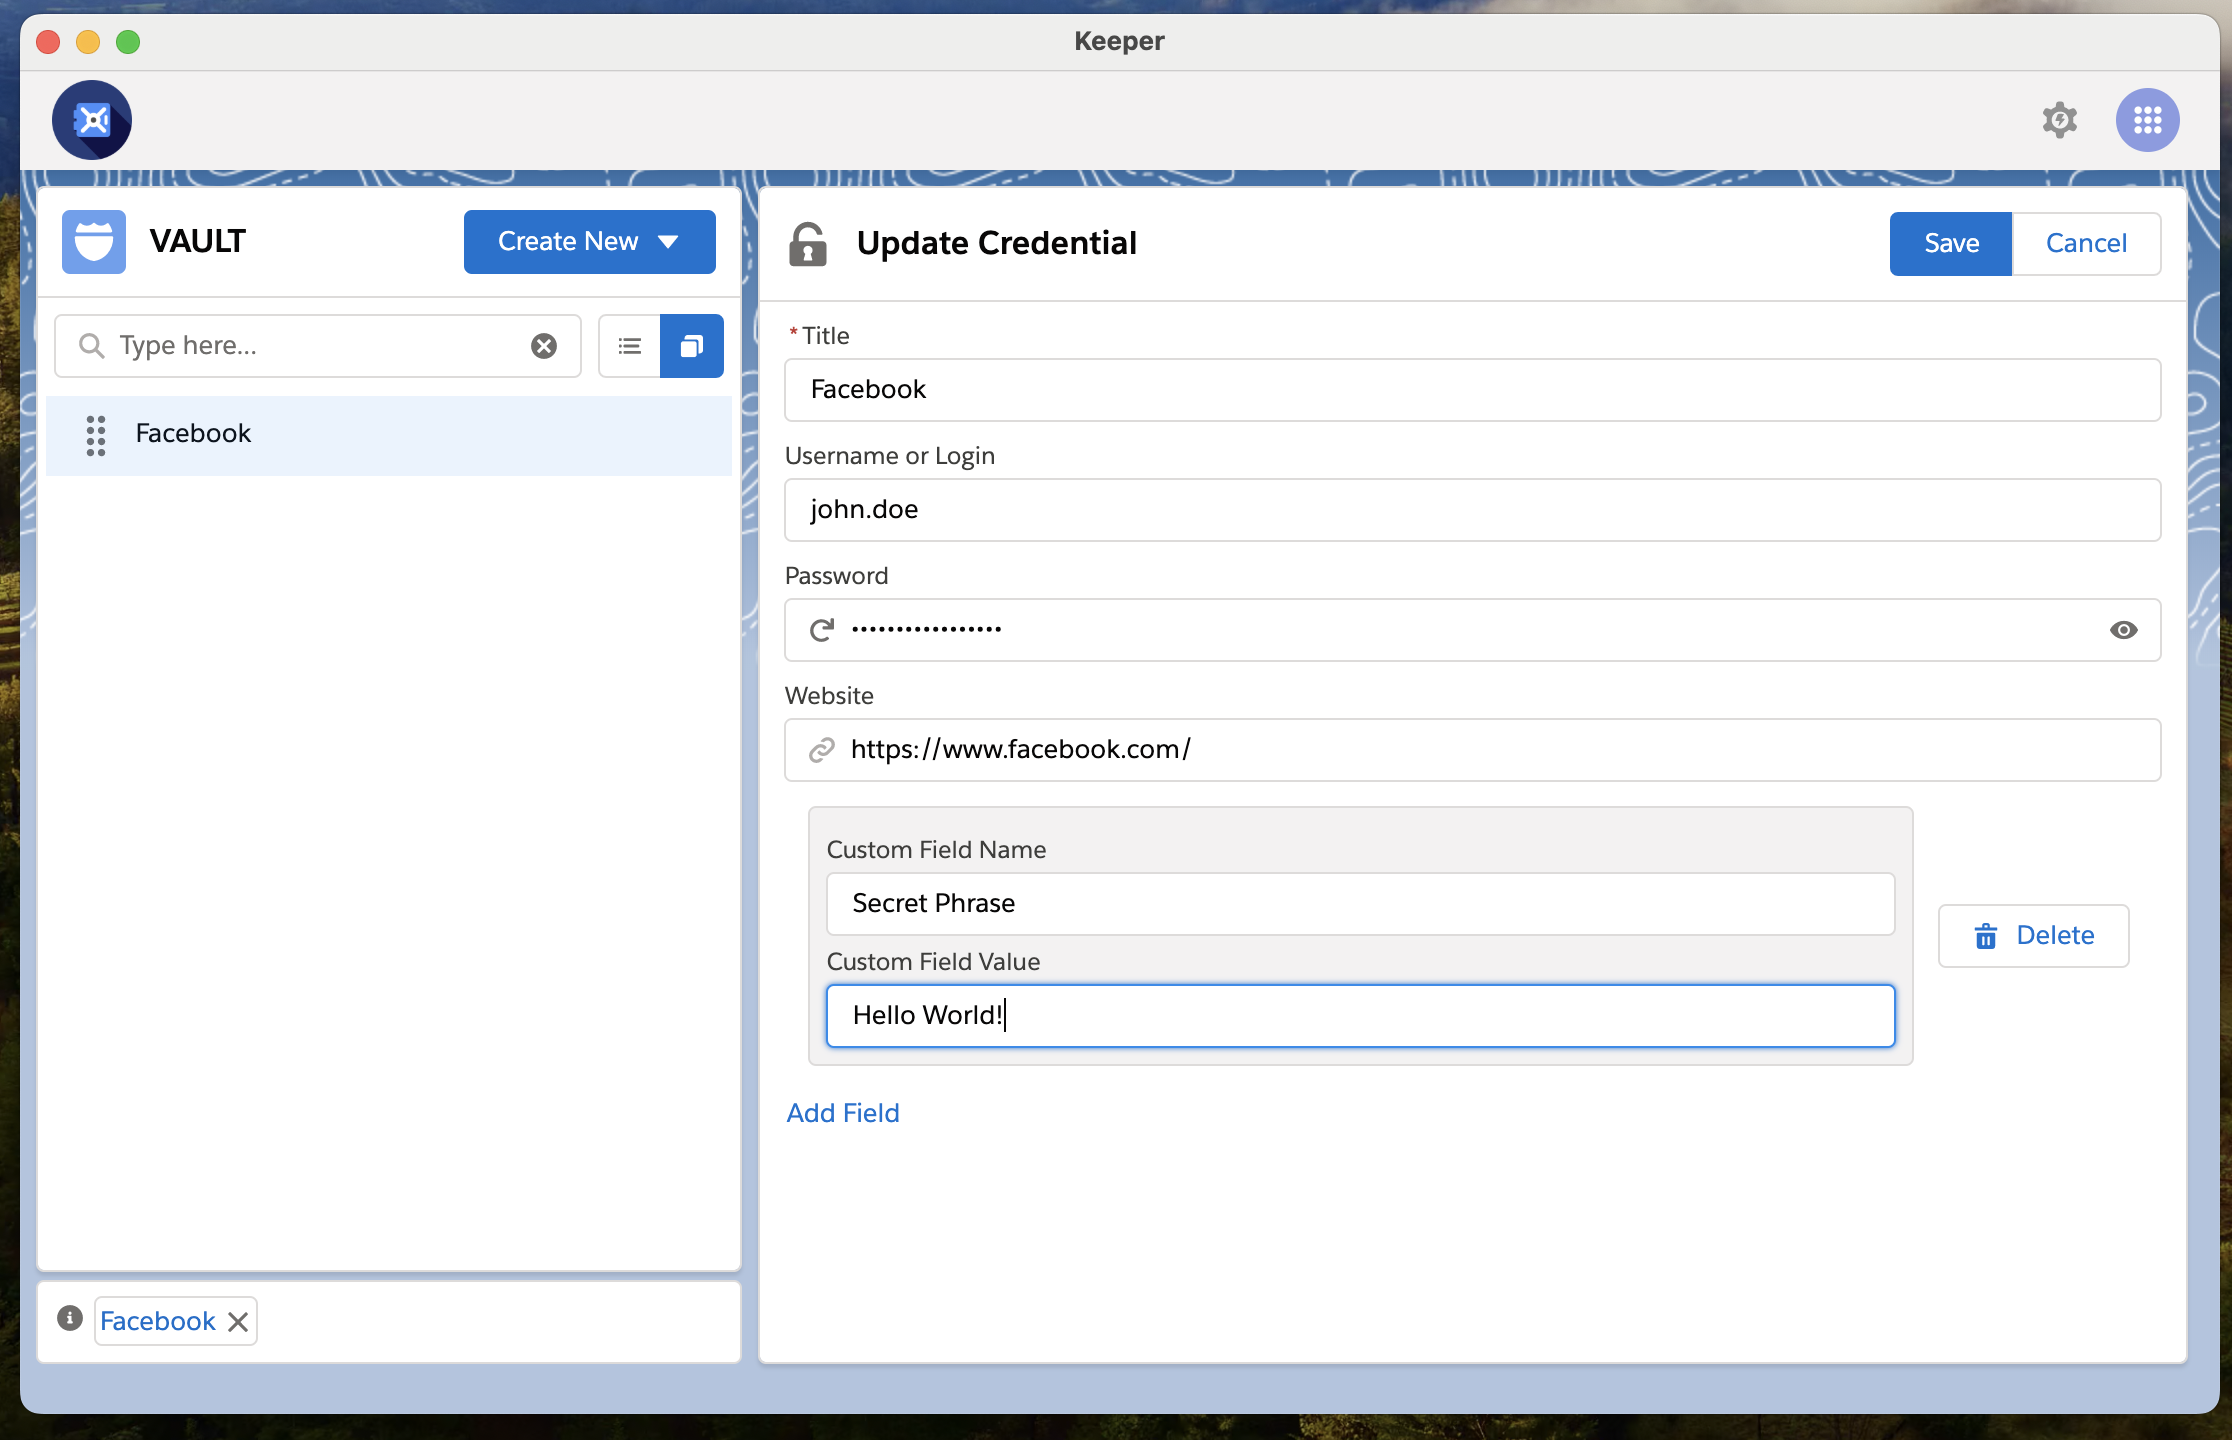 Keeper
VAULT
Create New
Type here...
Facebook
Facebook
Update Credential
Save
Cancel
* Title
Facebook
Username or Login
john.doe
Password
•••••••••••••••••
Website
https://www.facebook.com/
Custom Field Name
Secret Phrase
Custom Field Value
Hello World!
Delete
Add Field